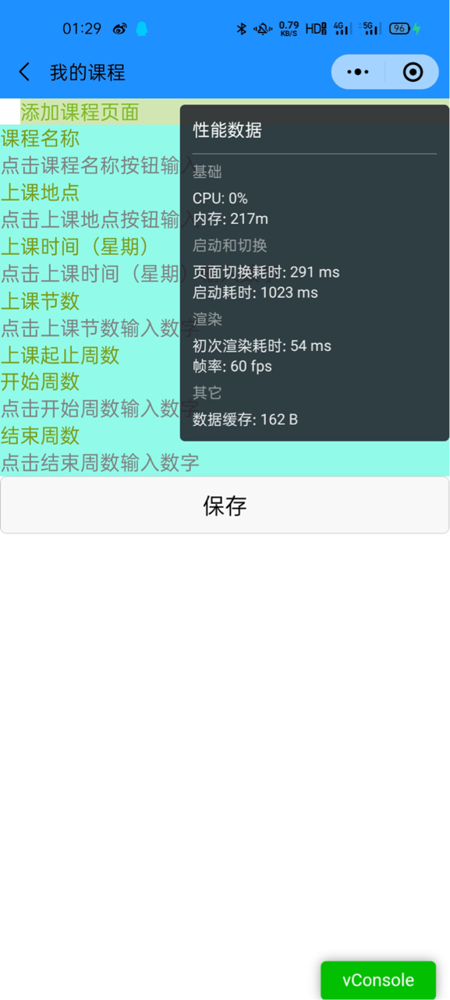 01:29
0.79
KB/S
HD
4G
5G
96
我的课程
添加课程页面
课程名称
点击课程名称按钮输入
上课地点
点击上课地点按钮输入
上课时间（星期）
点击上课时间（星期）
上课节数
点击上课节数输入数字
上课起止周数
开始周数
点击开始周数输入数字
结束周数
点击结束周数输入数字
保存
性能数据
基础
CPU: 0%
内存: 217m
启动和切换
页面切换耗时: 291 ms
启动耗时: 1023 ms
渲染
初次渲染耗时: 54 ms
帧率: 60 fps
其它
数据缓存: 162 B
vConsole